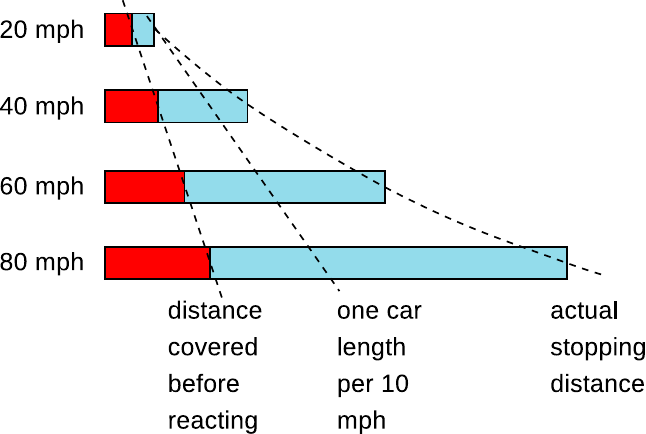 20 mph
40 mph
60 mph
80 mph
distance
covered
before
reacting
one car
length
per 10
mph
actual
stopping
distance